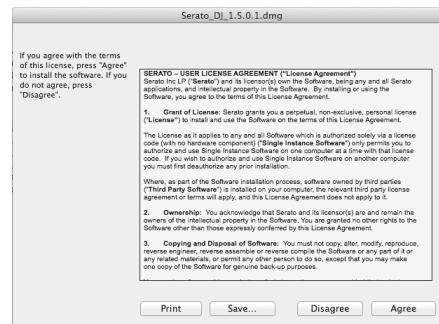 Serato_DJ_1.5.0.1.dmg
If you agree with the terms
of this license, press "Agree"
to install the software. If you
do not agree, press
"Disagree".
SERATO – USER LICENSE AGREEMENT ("License Agreement")
Serato Inc LP ("Serato") and its licensor(s) own the Software, being any and all Serato
applications, and intellectual property in the Software. By installing or using the
Software, you agree to the terms of this License Agreement.
1. Grant of License: Serato grants you a perpetual, non-exclusive, personal license
("License") to install and use the Software on the terms of this License Agreement.
The License as it applies to any and all Software which is authorized solely via a license
code (with no hardware component) ("Single Instance Software") only permits you to
authorize and use Single Instance Software on one computer at a time with that license
code. If you wish to authorize and use Single Instance Software on another computer
you must first deauthorize any prior installation.
Where, as part of the Software installation process, software owned by third parties
("Third Party Software") is installed on your computer, the relevant third party license
agreement or terms will apply, and this License Agreement does not apply to it.
2. Ownership: You acknowledge that Serato and its licensor(s) are and remain the
owners of the intellectual property in the Software. You are granted no other rights to the
Software other than those expressly conferred by this License Agreement.
3. Copying and Disposal of Software: You must not copy, alter, modify, reproduce,
reverse engineer, reverse assemble or reverse compile the Software or any part of it or
any related materials, or permit any other person to do so, except that you may make
one copy of the Software for genuine back-up purposes.
Print
Save...
Disagree
Agree